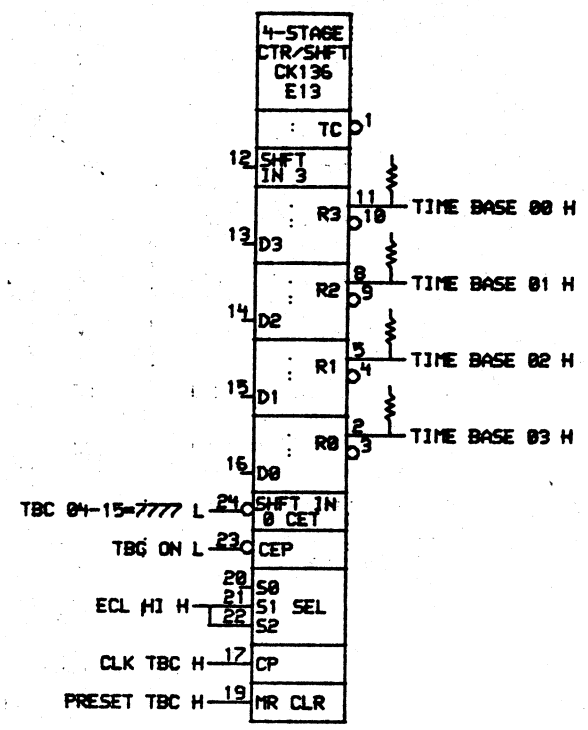 4-STAGE
CTR/SHFT
CK136
E13
TC 1
12 SHFT
IN 3
R3 11 TIME BASE 00 H
10
13 D3
R2 8 TIME BASE 01 H
9
14 D2
R1 5 TIME BASE 02 H
4
15 D1
R0 2 TIME BASE 03 H
3
16 D0
TBC 04-15=7777 L 24 SHFT IN
0 CET
TBC ON L 23 CEP
20 S0
ECL HI H 21 S1 SEL
22 S2
CLK TBC H 17 CP
PRESET TBC H 19 MR CLR